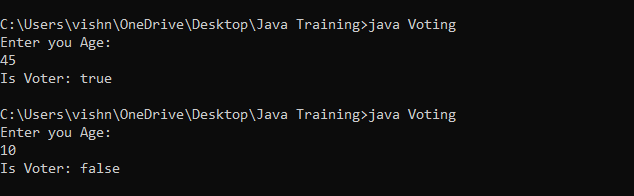 C:\Users\vishn\OneDrive\Desktop\Java Training>java Voting
Enter you Age:
45
Is Voter: true
C:\Users\vishn\OneDrive\Desktop\Java Training>java Voting
Enter you Age:
10
Is Voter: false